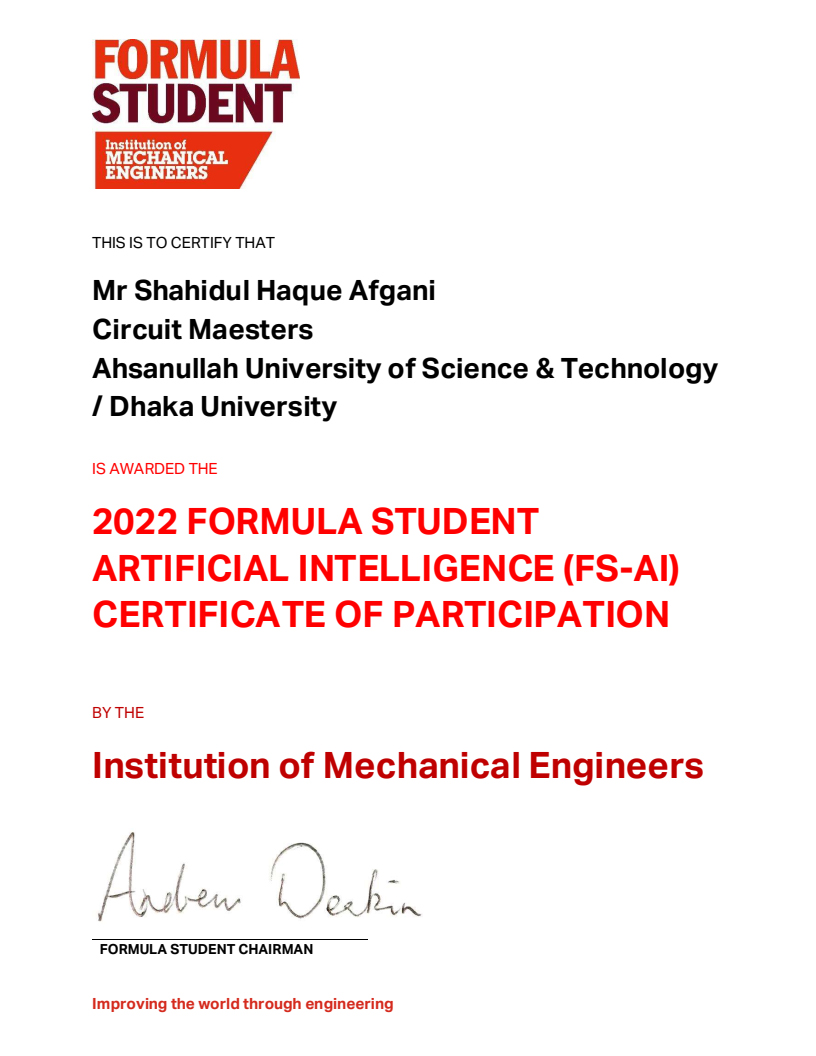 FORMULA
STUDENT
Institution of
MECHANICAL
ENGINEERS
THIS IS TO CERTIFY THAT
Mr Shahidul Haque Afgani
Circuit Maesters
Ahsanullah University of Science & Technology
/ Dhaka University
IS AWARDED THE
2022 FORMULA STUDENT
ARTIFICIAL INTELLIGENCE (FS-AI)
CERTIFICATE OF PARTICIPATION
BY THE
Institution of Mechanical Engineers
Andrew Deakin
FORMULA STUDENT CHAIRMAN
Improving the world through engineering